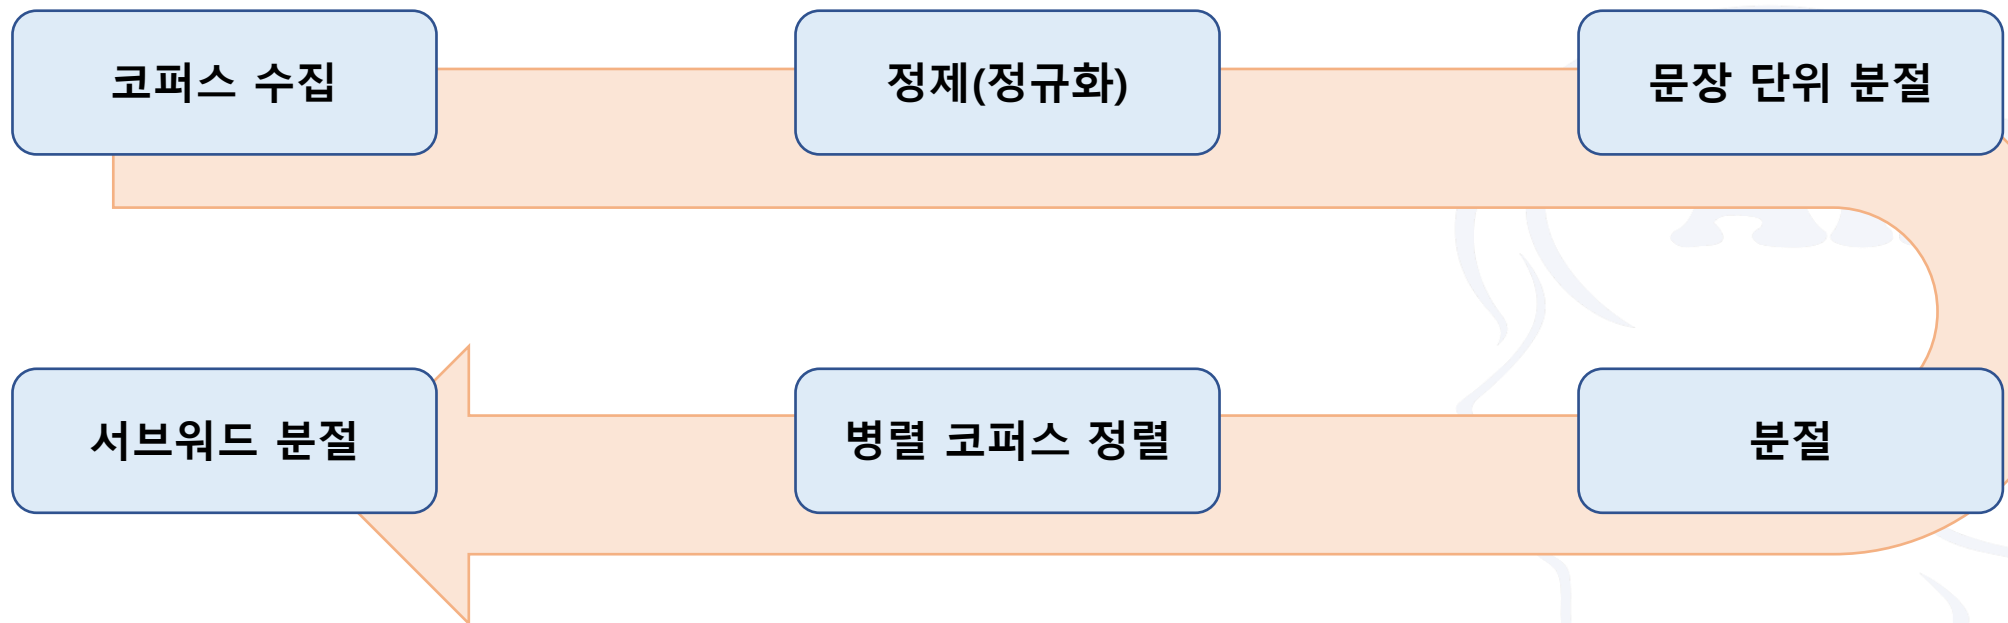 코퍼스 수집
정제(정규화)
문장 단위 분절
분절
병렬 코퍼스 정렬
서브워드 분절